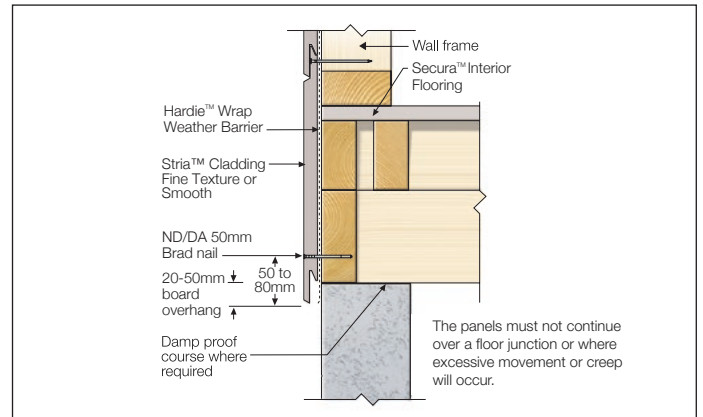 Wall frame
Secura™ Interior
Flooring
Hardie™ Wrap
Weather Barrier
Stria™ Cladding
Fine Texture or
Smooth
ND/DA 50mm
Brad nail
50 to
80mm
20-50mm
board
overhang
Damp proof
course where
required
The panels must not continue
over a floor junction or where
excessive movement or creep
will occur.